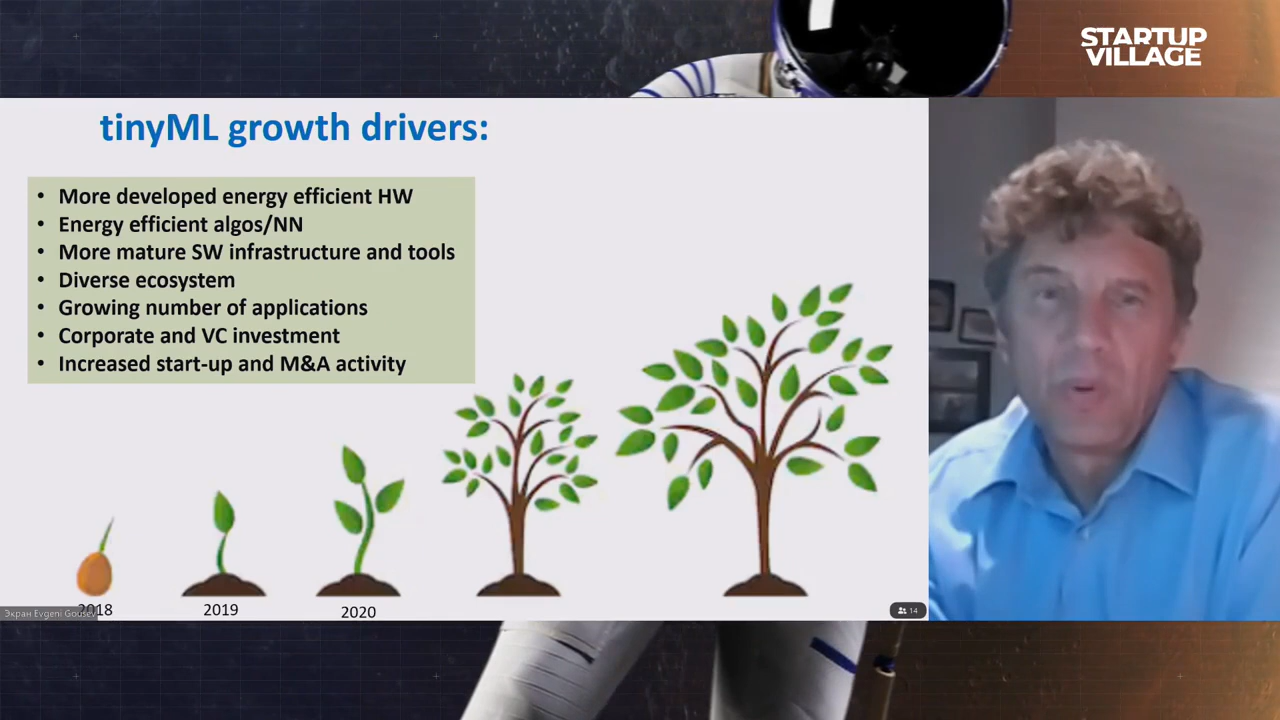 STARTUP
VILLAGE
tinyML growth drivers:
• More developed energy efficient HW
• Energy efficient algos/NN
• More mature SW infrastructure and tools
• Diverse ecosystem
• Growing number of applications
• Corporate and VC investment
• Increased start-up and M&A activity
2018
2019
2020
Экран Evgeni Gousev
14